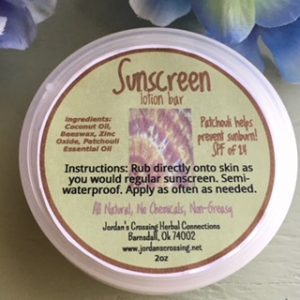 Sunscreen
lotion bar
Ingredients:
Coconut Oil,
Beeswax, Zinc
Oxide, Patchouli
Essential Oil
Patchouli helps
prevent sunburn!
SPF of 14
Instructions: Rub directly onto skin as
you would regular sunscreen. Semi-
waterproof. Apply as often as needed.
All Natural, No Chemicals, Non-Greasy
Jordan's Crossing Herbal Connections
Barnsdall, Ok 74002
www.jordanscrossing.net
2oz